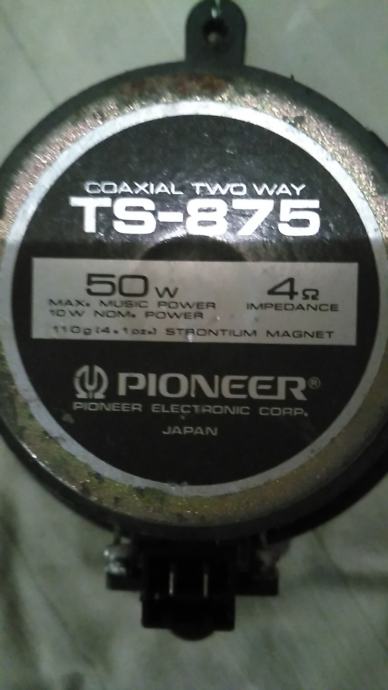 COAXIAL TWO WAY
TS-875
50W 4Ω
MAX. MUSIC POWER IMPEDANCE
10W NOM. POWER
110g(4.1oz.) STRONTIUM MAGNET
PIONEER®
PIONEER ELECTRONIC CORP.
JAPAN